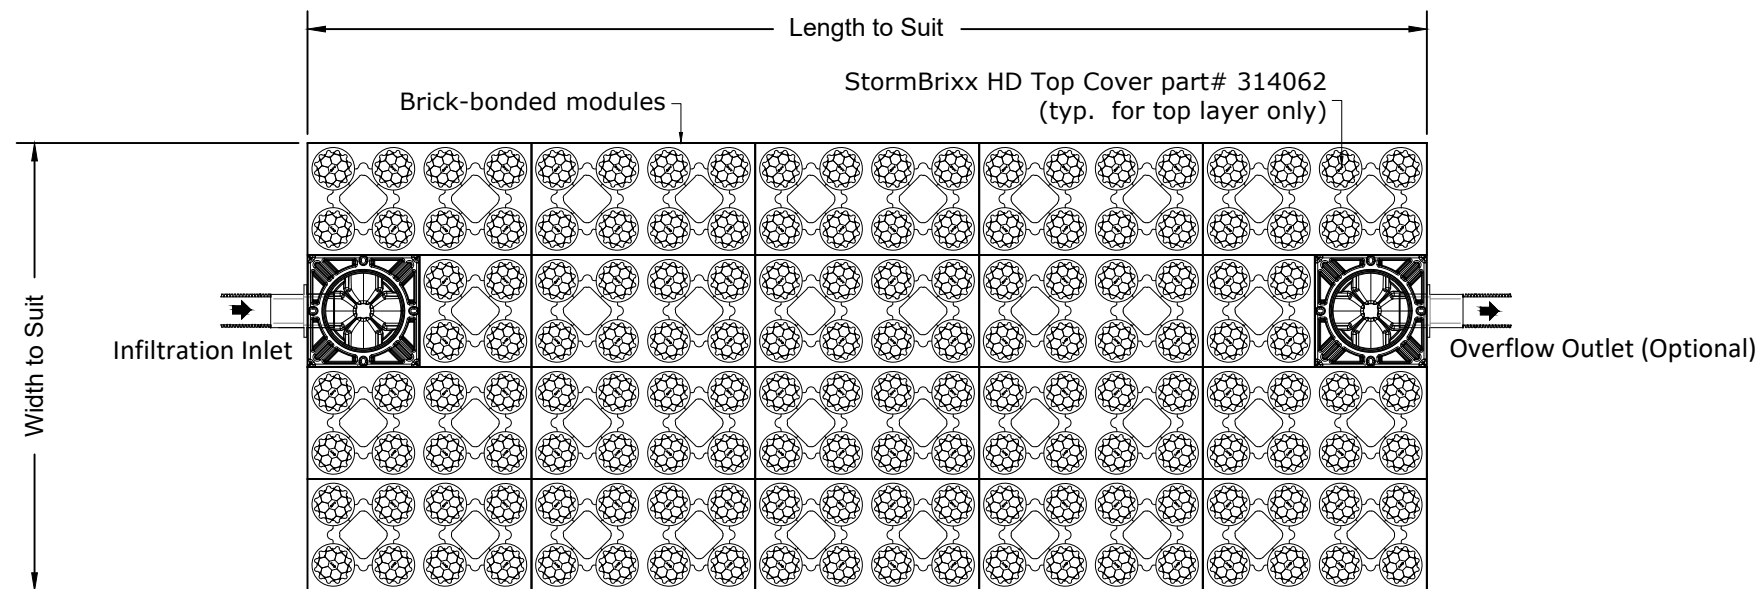 Length to Suit
StormBrixx HD Top Cover part# 314062
(typ.  for top layer only)
Brick-bonded modules
Width to Suit
Infiltration Inlet
Overflow Outlet (Optional)